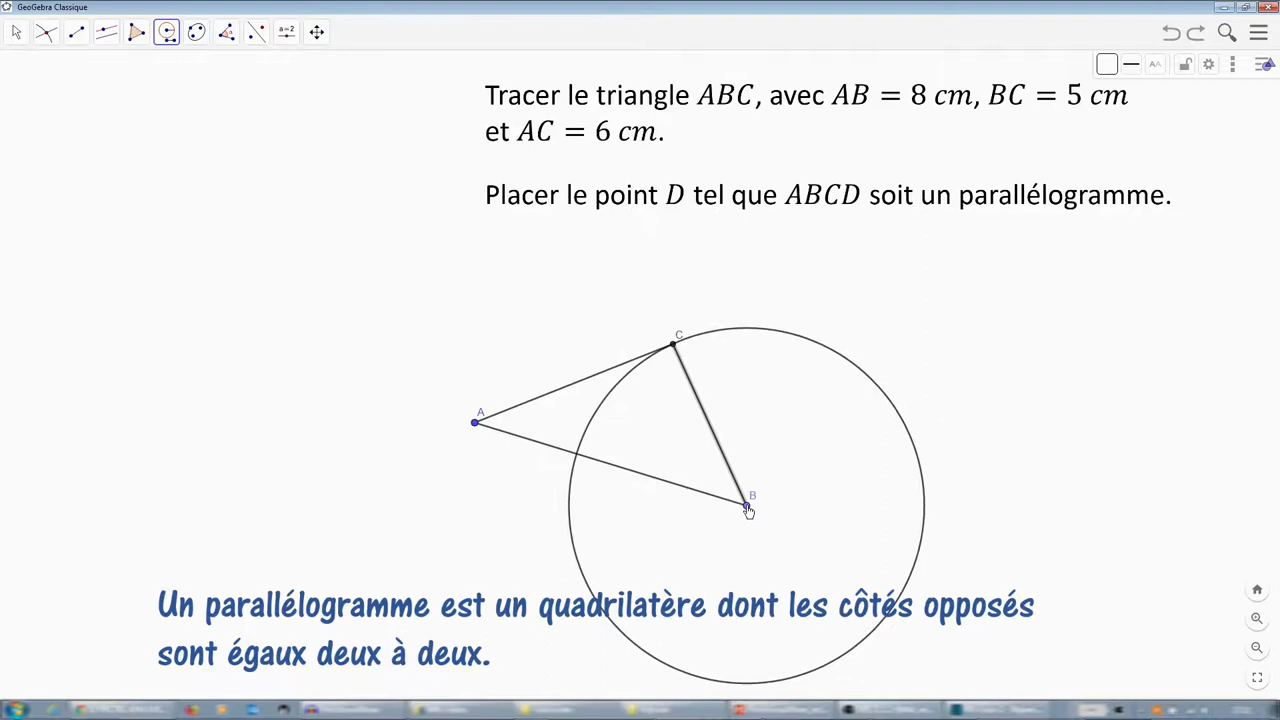 GeoGebra Classique
a=2
AA
Tracer le triangle ABC, avec AB = 8 cm, BC = 5 cm
et AC = 6 cm.
Placer le point D tel que ABCD soit un parallélogramme.
C
A
B
Un parallélogramme est un quadrilatère dont les côtés opposés
sont égaux deux à deux.